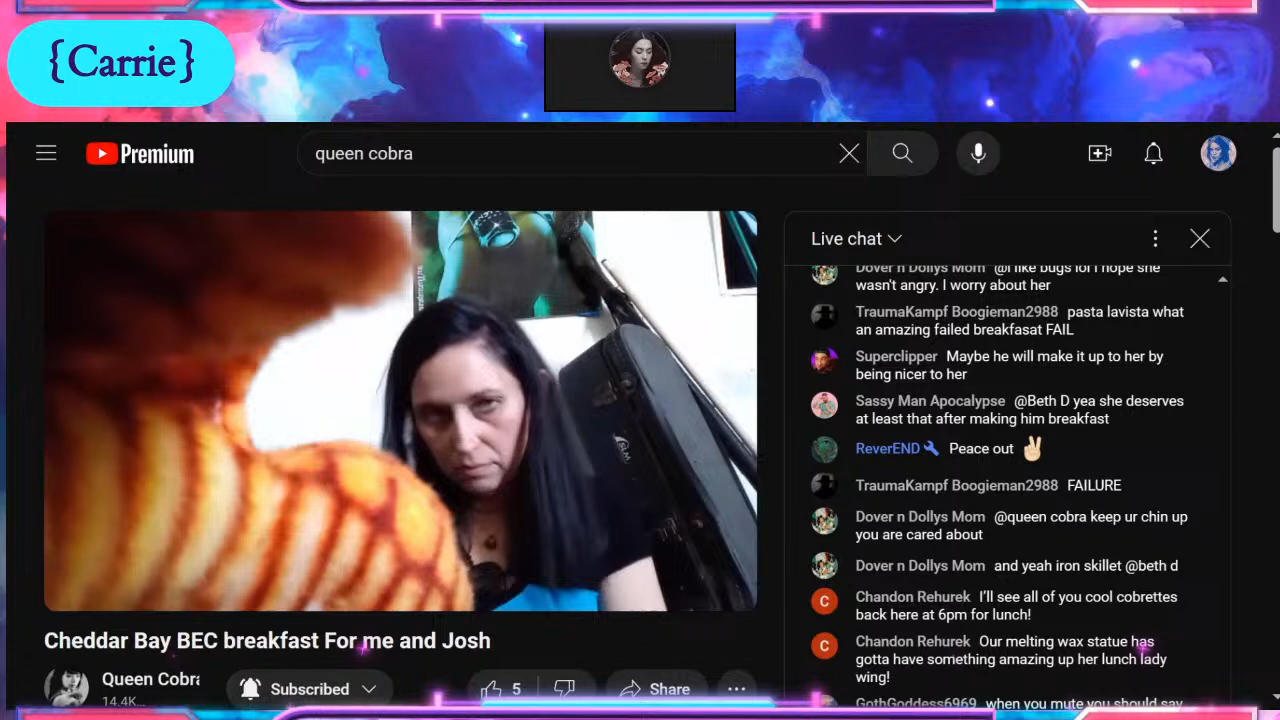 {Carrie}
Premium
queen cobra
Live chat
Dover n Dollys Mom @i like bugs lol i hope she
wasn't angry. I worry about her
TraumaKampf Boogieman2988 pasta lavista what
an amazing failed breakfasat FAIL
Superclipper Maybe he will make it up to her by
being nicer to her
Sassy Man Apocalypse @Beth D yea she deserves
at least that after making him breakfast
ReverEND Peace out
TraumaKampf Boogieman2988 FAILURE
Dover n Dollys Mom @queen cobra keep ur chin up
you are cared about
Dover n Dollys Mom and yeah iron skillet @beth d
C
Chandon Rehurek I'll see all of you cool cobrettes
back here at 6pm for lunch!
C
Chandon Rehurek Our melting wax statue has
gotta have something amazing up her lunch lady
wing!
GothGoddess6969 when you mute you should say
SLM
Cheddar Bay BEC breakfast For me and Josh
Queen Cobra
14.4K...
Subscribed
5
Share